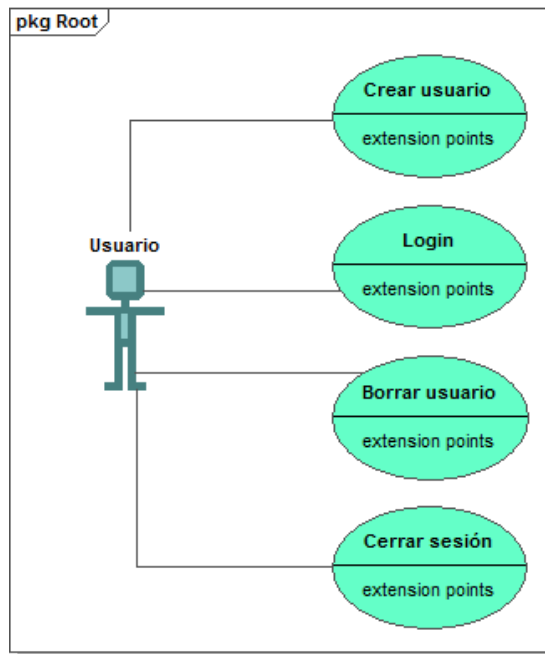 pkg Root
Crear usuario
extension points
Usuario
Login
extension points
Borrar usuario
extension points
Cerrar sesión
extension points